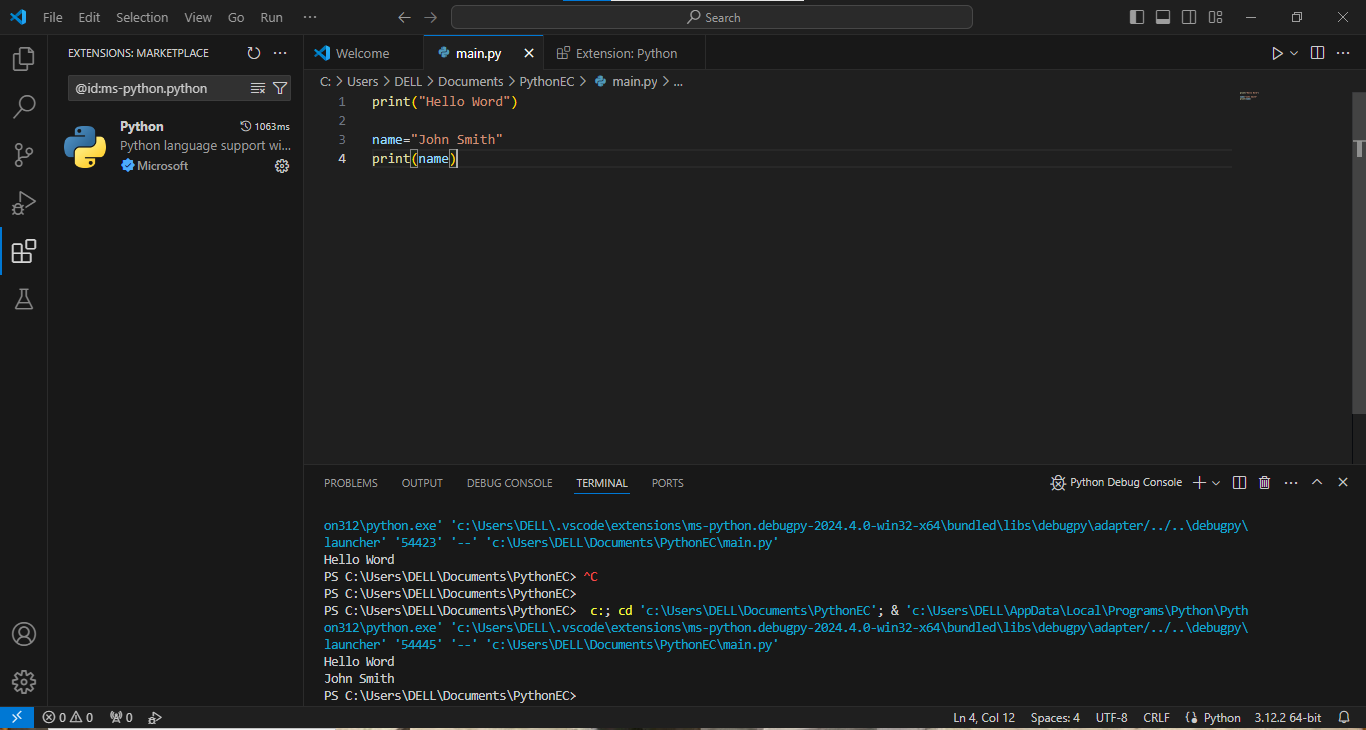 File Edit Selection View Go Run ··· Search
EXTENSIONS: MARKETPLACE
@id:ms-python.python
Python 1063ms
Python language support wi...
Microsoft
Welcome main.py Extension: Python
C: > Users > DELL > Documents > PythonEC > main.py > ...
1 print("Hello Word")
2
3 name="John Smith"
4 print(name)
PROBLEMS OUTPUT DEBUG CONSOLE TERMINAL PORTS Python Debug Console
on312\python.exe' 'c:\Users\DELL\.vscode\extensions\ms-python.debugpy-2024.4.0-win32-x64\bundled\libs\debugpy\adapter/../..\debugpy\
launcher' '54423' '--' 'c:\Users\DELL\Documents\PythonEC\main.py'
Hello Word
PS C:\Users\DELL\Documents\PythonEC> ^C
PS C:\Users\DELL\Documents\PythonEC>
PS C:\Users\DELL\Documents\PythonEC>  c:; cd 'c:\Users\DELL\Documents\PythonEC'; & 'c:\Users\DELL\AppData\Local\Programs\Python\Pyth
on312\python.exe' 'c:\Users\DELL\.vscode\extensions\ms-python.debugpy-2024.4.0-win32-x64\bundled\libs\debugpy\adapter/../..\debugpy\
launcher' '54445' '--' 'c:\Users\DELL\Documents\PythonEC\main.py'
Hello Word
John Smith
PS C:\Users\DELL\Documents\PythonEC>
0 0 0 Ln 4, Col 12 Spaces: 4 UTF-8 CRLF Python 3.12.2 64-bit